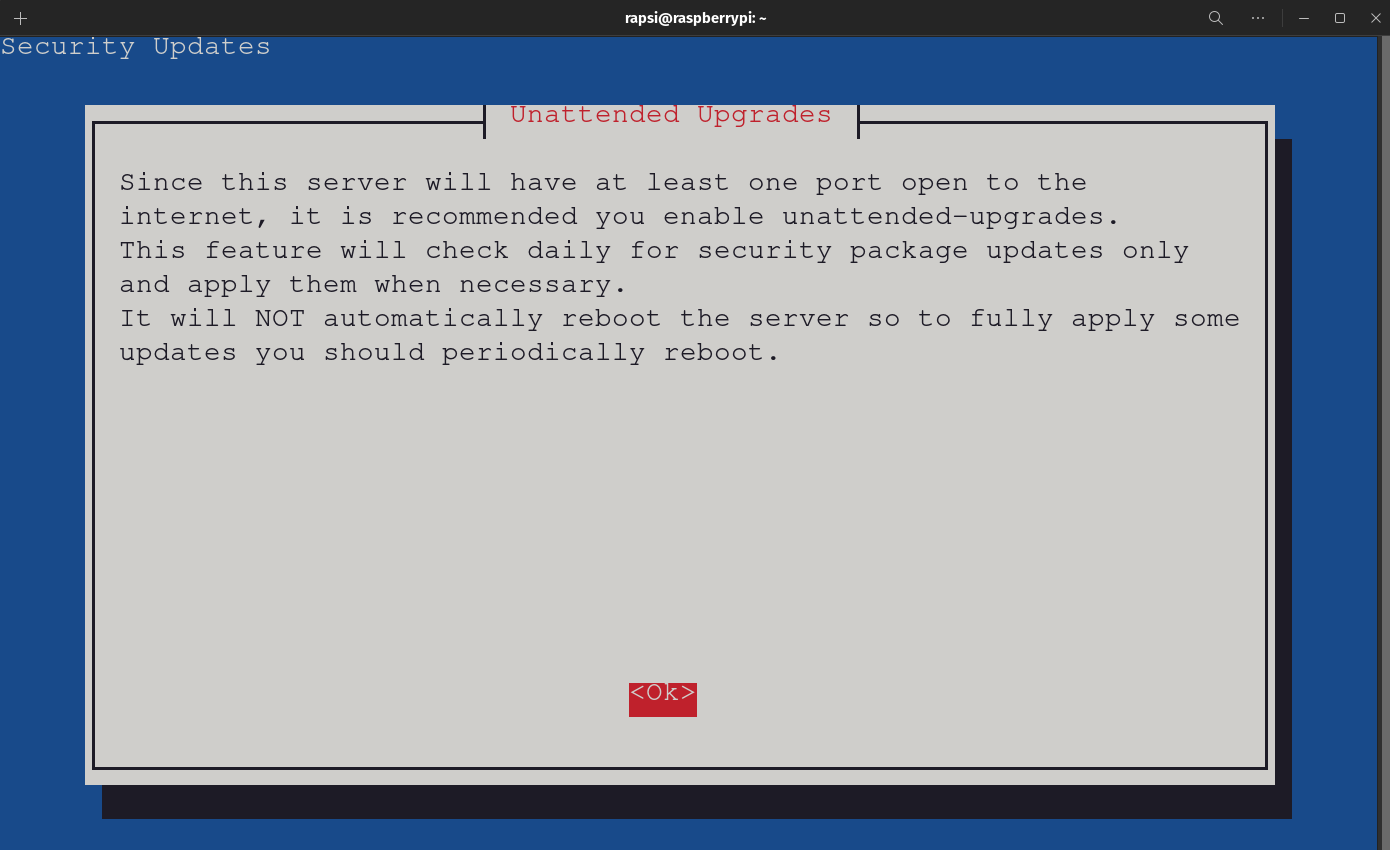 rapsi@raspberrypi: ~
Security Updates
Unattended Upgrades
Since this server will have at least one port open to the
internet, it is recommended you enable unattended-upgrades.
This feature will check daily for security package updates only
and apply them when necessary.
It will NOT automatically reboot the server so to fully apply some
updates you should periodically reboot.
<Ok>